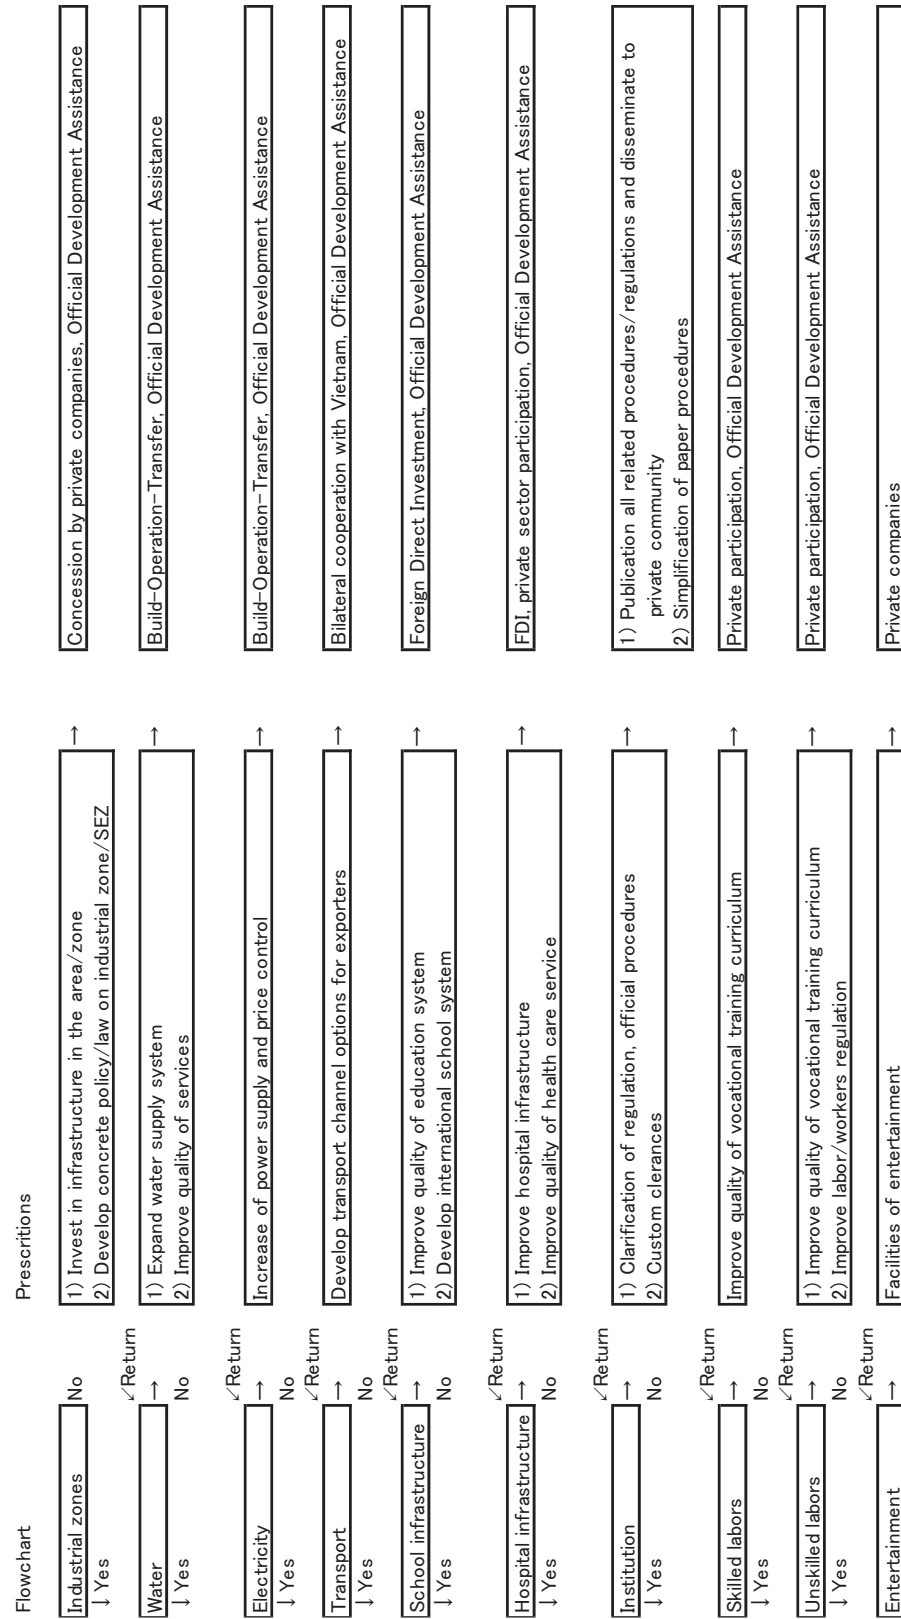 Flowchart Prescritions
Industrial zones No 1) Invest in infrastructure in the area/zone → Concession by private companies, Official Development Assistance
↓ Yes 2) Develop concrete policy/law on industrial zone/SEZ
↙Return
Water → 1) Expand water supply system → Build-Operation-Transfer, Official Development Assistance
↓ Yes No 2) Improve quality of services
↙Return
Electricity → Increase of power supply and price control → Build-Operation-Transfer, Official Development Assistance
↓ Yes No
↙Return
Transport → Develop transport channel options for exporters → Bilateral cooperation with Vietnam, Official Development Assistance
↓ Yes No
↙Return
School infrastructure → 1) Improve quality of education system → Foreign Direct Investment, Official Development Assistance
↓ Yes No 2) Develop international school system
↙Return
Hospital infrastructure → 1) Improve hospital infrastructure → FDI, private sector participation, Official Development Assistance
↓ Yes No 2) Improve quality of health care service
↙Return
Institution → 1) Clarification of regulation, official procedures → 1) Publication all related procedures/regulations and disseminate to
↓ Yes No 2) Custom clerances private community
2) Simplification of paper procedures
↙Return
Skilled labors → Improve quality of vocational training curriculum → Private participation, Official Development Assistance
↓ Yes No
↙Return
Unskilled labors → 1) Improve quality of vocational training curriculum → Private participation, Official Development Assistance
↓ Yes No 2) Improve labor/workers regulation
↙Return
Entertainment → Facilities of entertainment → Private companies